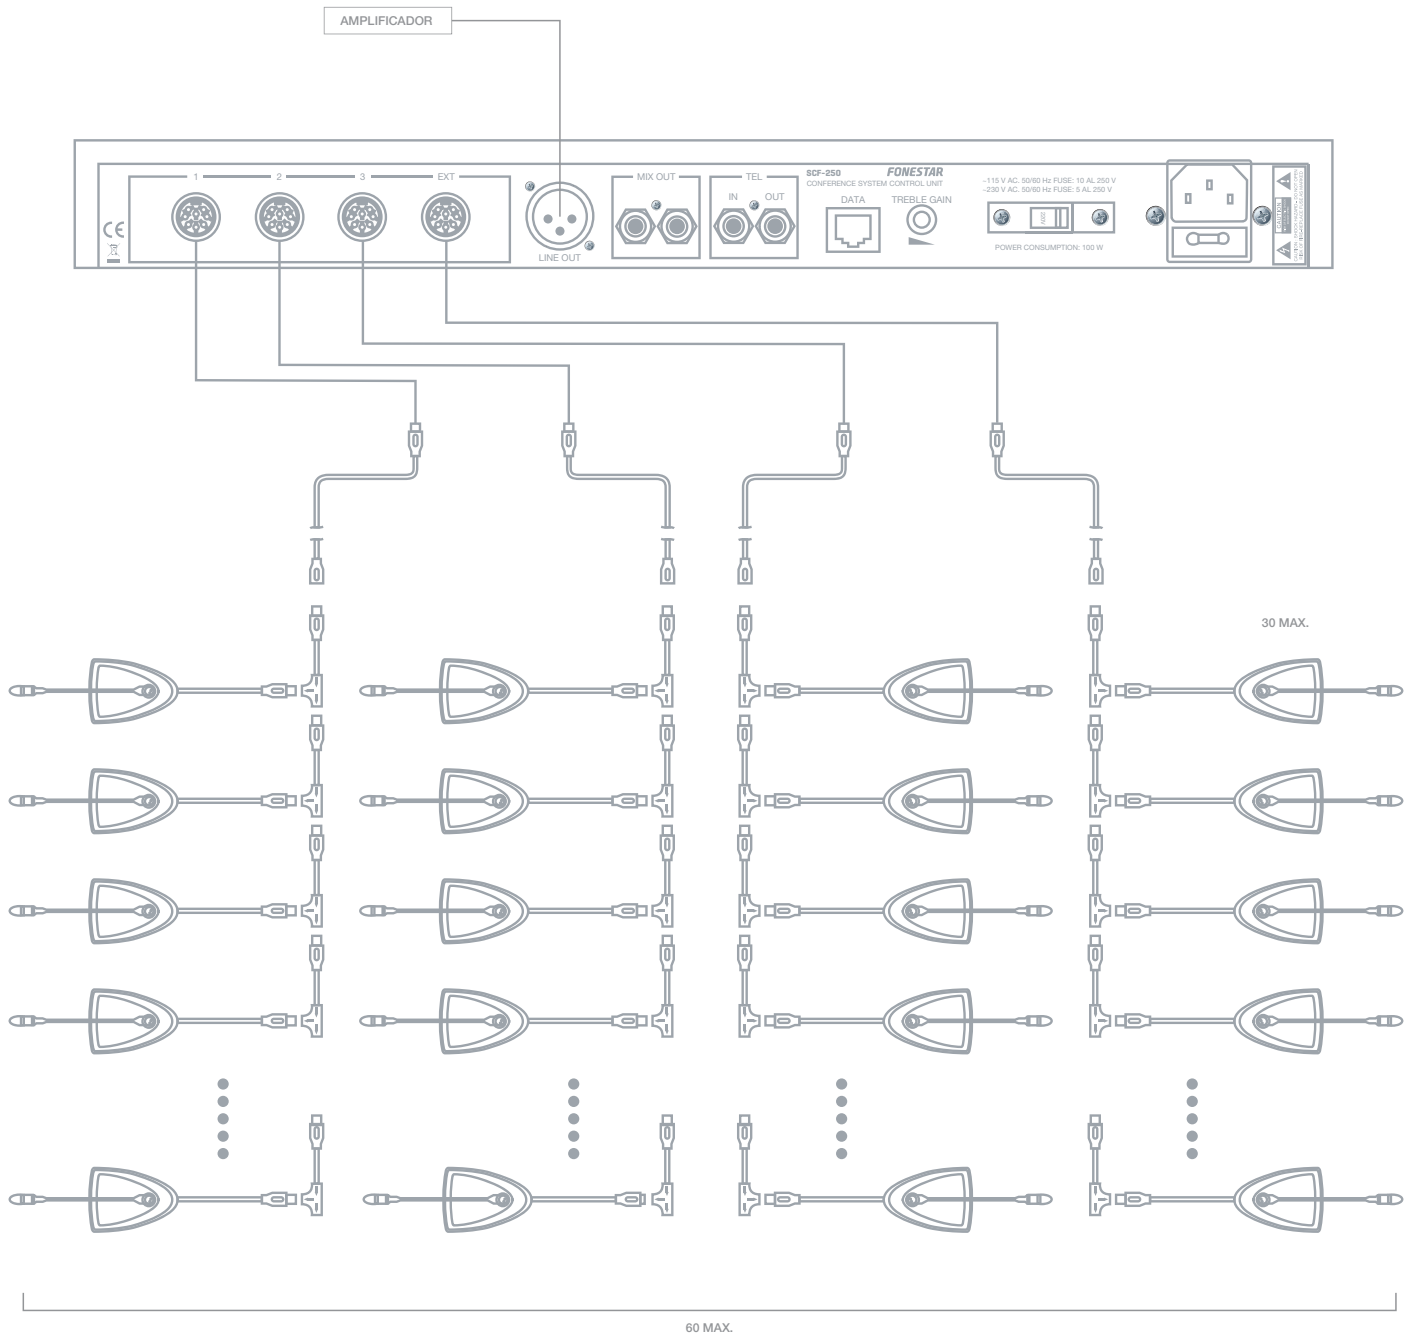 AMPLIFICADOR
1 2 3 EXT
LINE OUT
MIX OUT
TEL
IN OUT
SCF-250 FONESTAR
CONFERENCE SYSTEM CONTROL UNIT
DATA TREBLE GAIN
~115 V AC. 50/60 Hz FUSE: 10 AL 250 V
~230 V AC. 50/60 Hz FUSE: 5 AL 250 V
POWER CONSUMPTION: 100 W
CAUTION
30 MAX.
60 MAX.